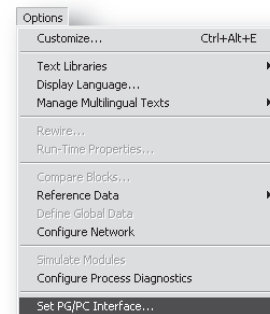 Options
Customize... Ctrl+Alt+E
Text Libraries
Display Language...
Manage Multilingual Texts
Rewire...
Run-Time Properties...
Compare Blocks...
Reference Data
Define Global Data
Configure Network
Simulate Modules
Configure Process Diagnostics
Set PG/PC Interface...